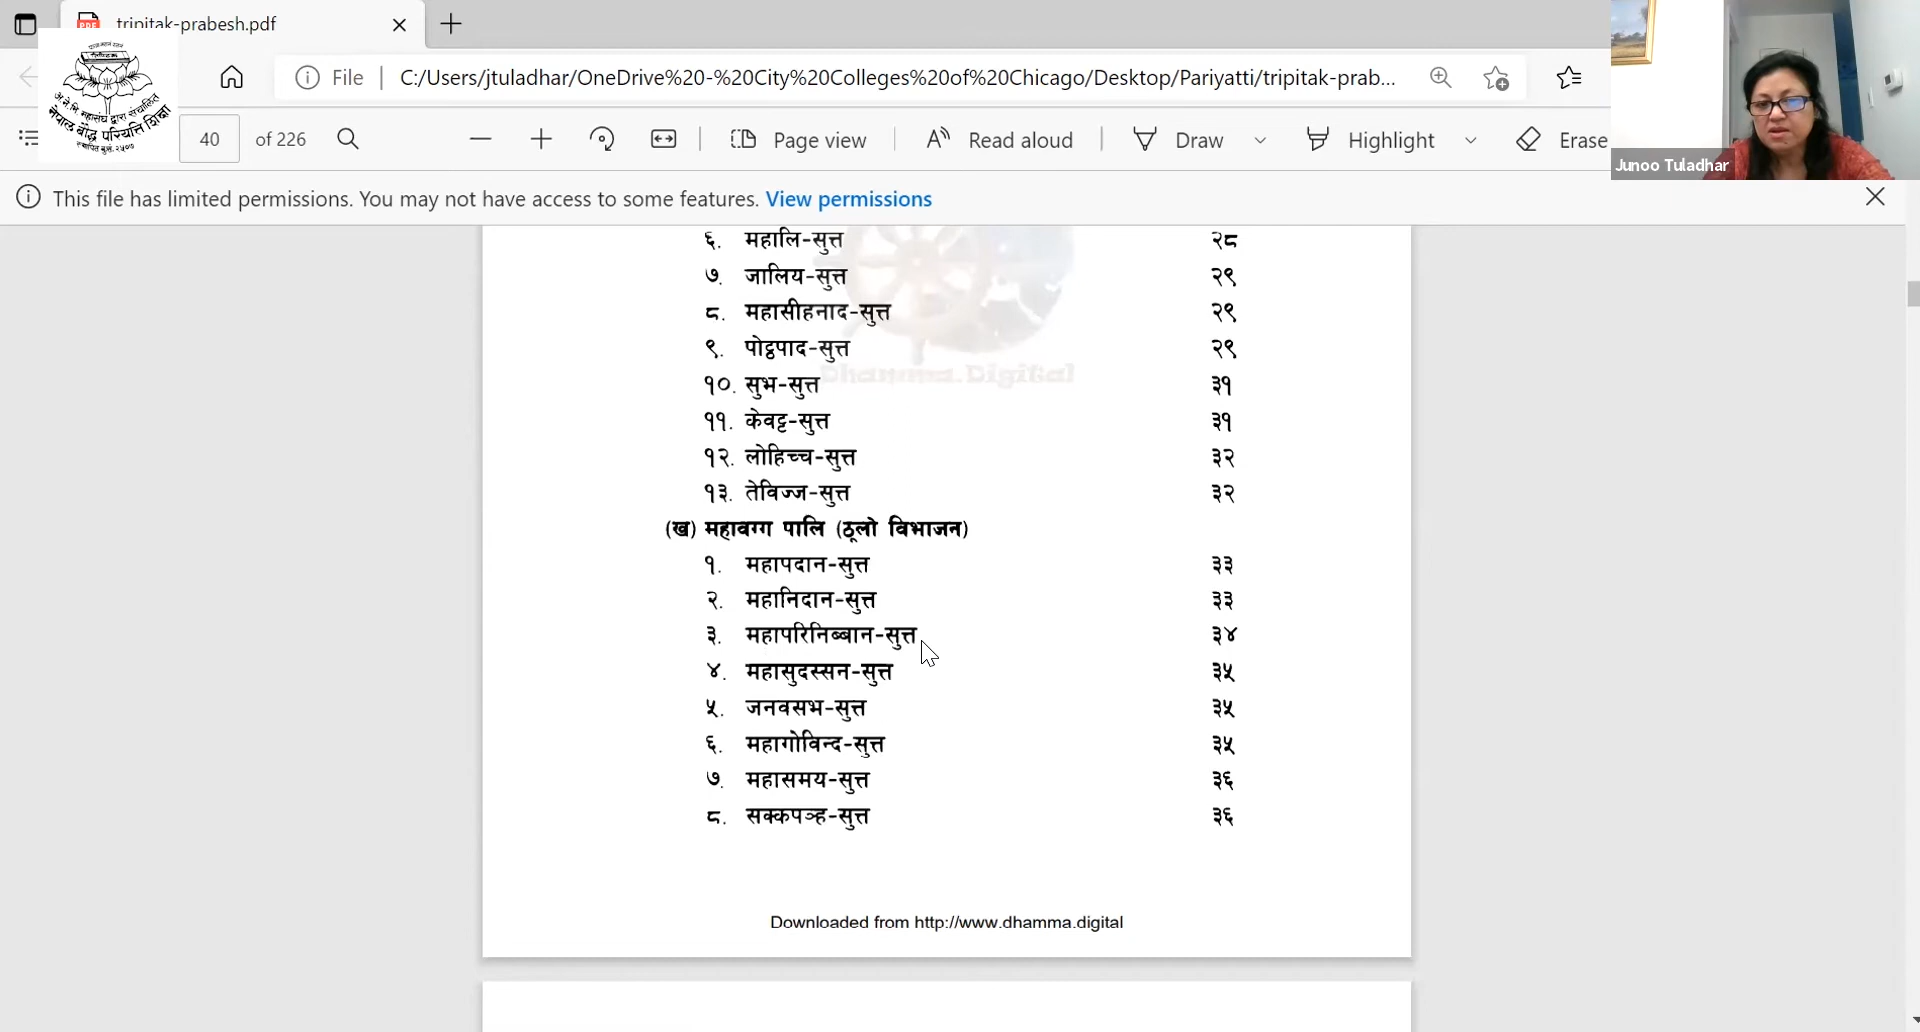 tripitak-prabesh.pdf
File
C:/Users/jtuladhar/OneDrive%20-%20City%20Colleges%20of%20Chicago/Desktop/Pariyatti/tripitak-prab...
अ.ने.भि. महासंघ द्वारा संचालित
नेपाल बौद्ध परियत्ति शिक्षा
स्थापित बु.सं. २५०७
40 of 226
Page view
Read aloud
Draw
Highlight
Erase
Junoo Tuladhar
This file has limited permissions. You may not have access to some features. View permissions
६. महालि-सुत्त २८
७. जालिय-सुत्त २९
८. महासीहनाद-सुत्त २९
९. पोट्ठपाद-सुत्त २९
Dhamma.Digital
१०. सुभ-सुत्त ३१
११. केवट्ट-सुत्त ३१
१२. लोहिच्च-सुत्त ३२
१३. तेविज्ज-सुत्त ३२
(ख) महावग्ग पालि (ठूलो विभाजन)
१. महापदान-सुत्त ३३
२. महानिदान-सुत्त ३३
३. महापरिनिब्बान-सुत्त ३४
४. महासुदस्सन-सुत्त ३५
५. जनवसभ-सुत्त ३५
६. महागोविन्द-सुत्त ३५
७. महासमय-सुत्त ३६
८. सक्कपञ्ह-सुत्त ३६
Downloaded from http://www.dhamma.digital